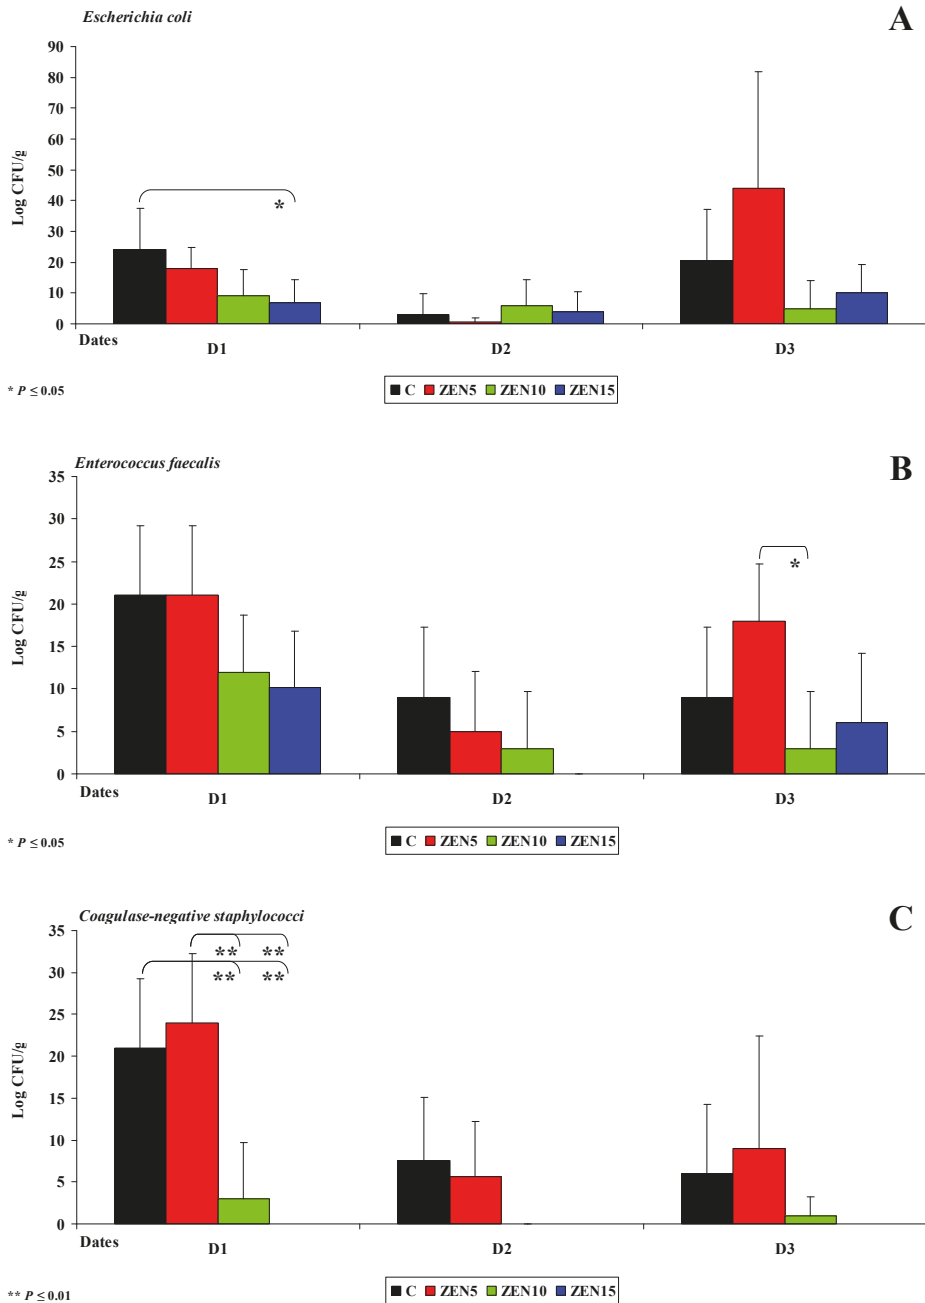 Escherichia coli
A
90
80
70
60
50
40
30
20
10
0
Log CFU/g
*
Dates
D1
D2
D3
* P ≤ 0.05
C ZEN5 ZEN10 ZEN15
Enterococcus faecalis
B
35
30
25
20
15
10
5
0
Log CFU/g
*
Dates
D1
D2
D3
* P ≤ 0.05
C ZEN5 ZEN10 ZEN15
Coagulase-negative staphylococci
C
35
30
25
20
15
10
5
0
Log CFU/g
** **
** **
Dates
D1
D2
D3
** P ≤ 0.01
C ZEN5 ZEN10 ZEN15